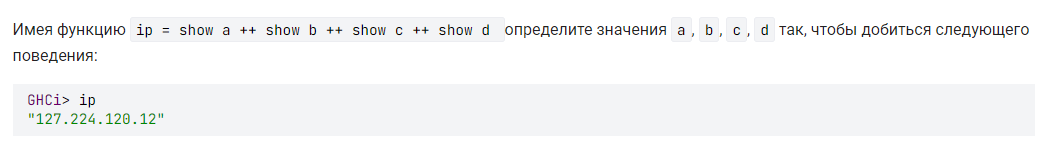 Имея функцию ip = show a ++ show b ++ show c ++ show d определите значения a, b, c, d так, чтобы добиться следующего
поведения:
GHCi> ip
"127.224.120.12"